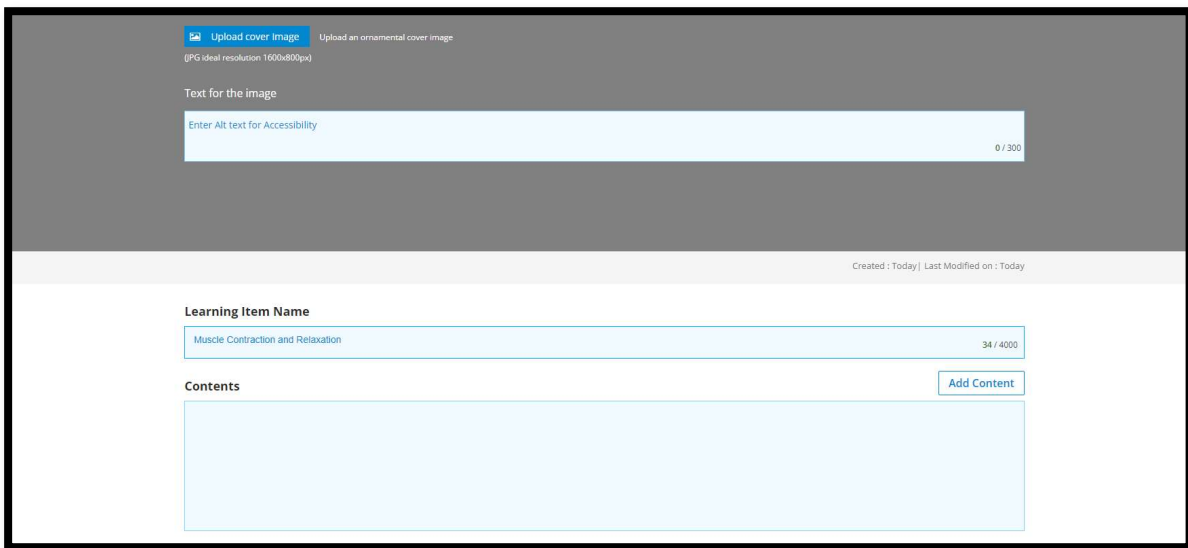 Upload cover Image
Upload an ornamental cover image
(JPG ideal resolution 1600x800px)
Text for the image
Enter Alt text for Accessibility
0 / 300
Created : Today| Last Modified on : Today
Learning Item Name
Muscle Contraction and Relaxation
34 / 4000
Contents
Add Content